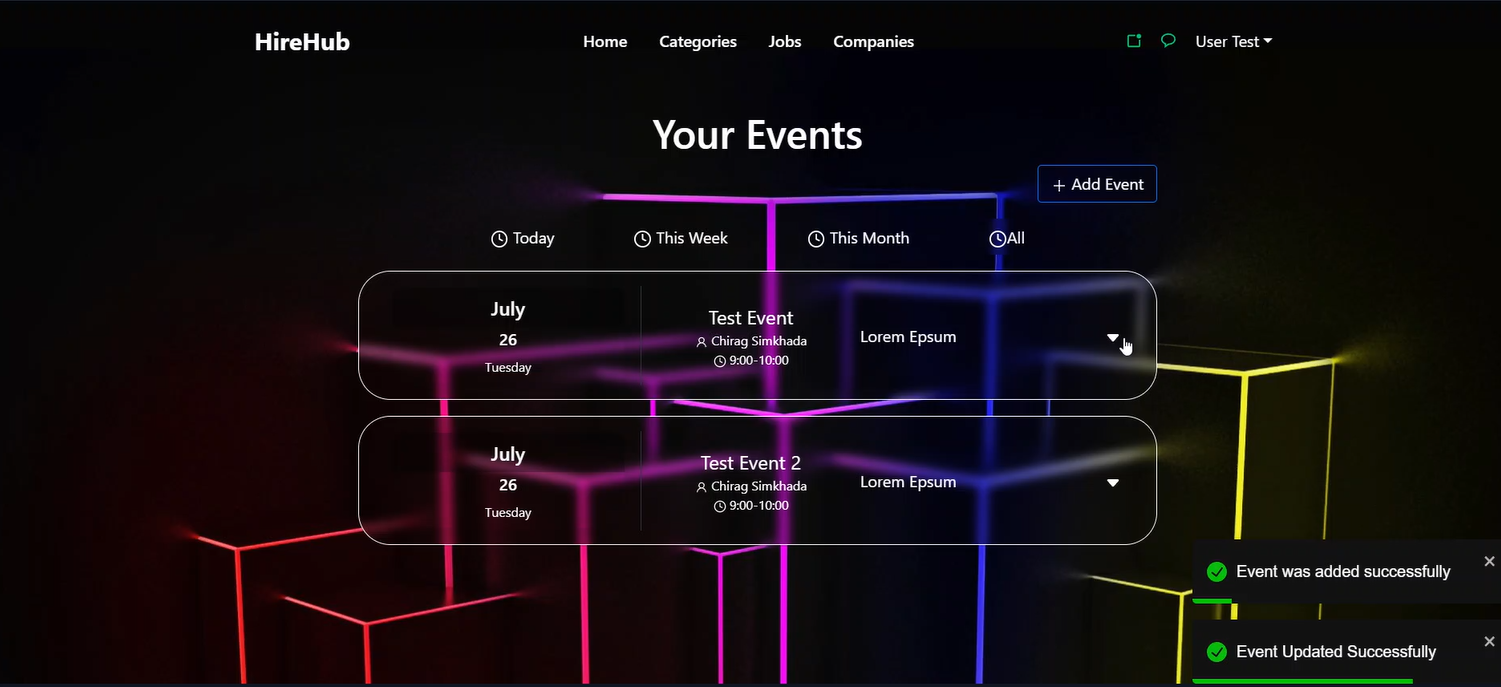 HireHub
Home Categories Jobs Companies
User Test
Your Events
+ Add Event
Today This Week This Month All
July
26
Tuesday
Test Event
Chirag Simkhada
9:00-10:00
Lorem Epsum
July
26
Tuesday
Test Event 2
Chirag Simkhada
9:00-10:00
Lorem Epsum
Event was added successfully
Event Updated Successfully